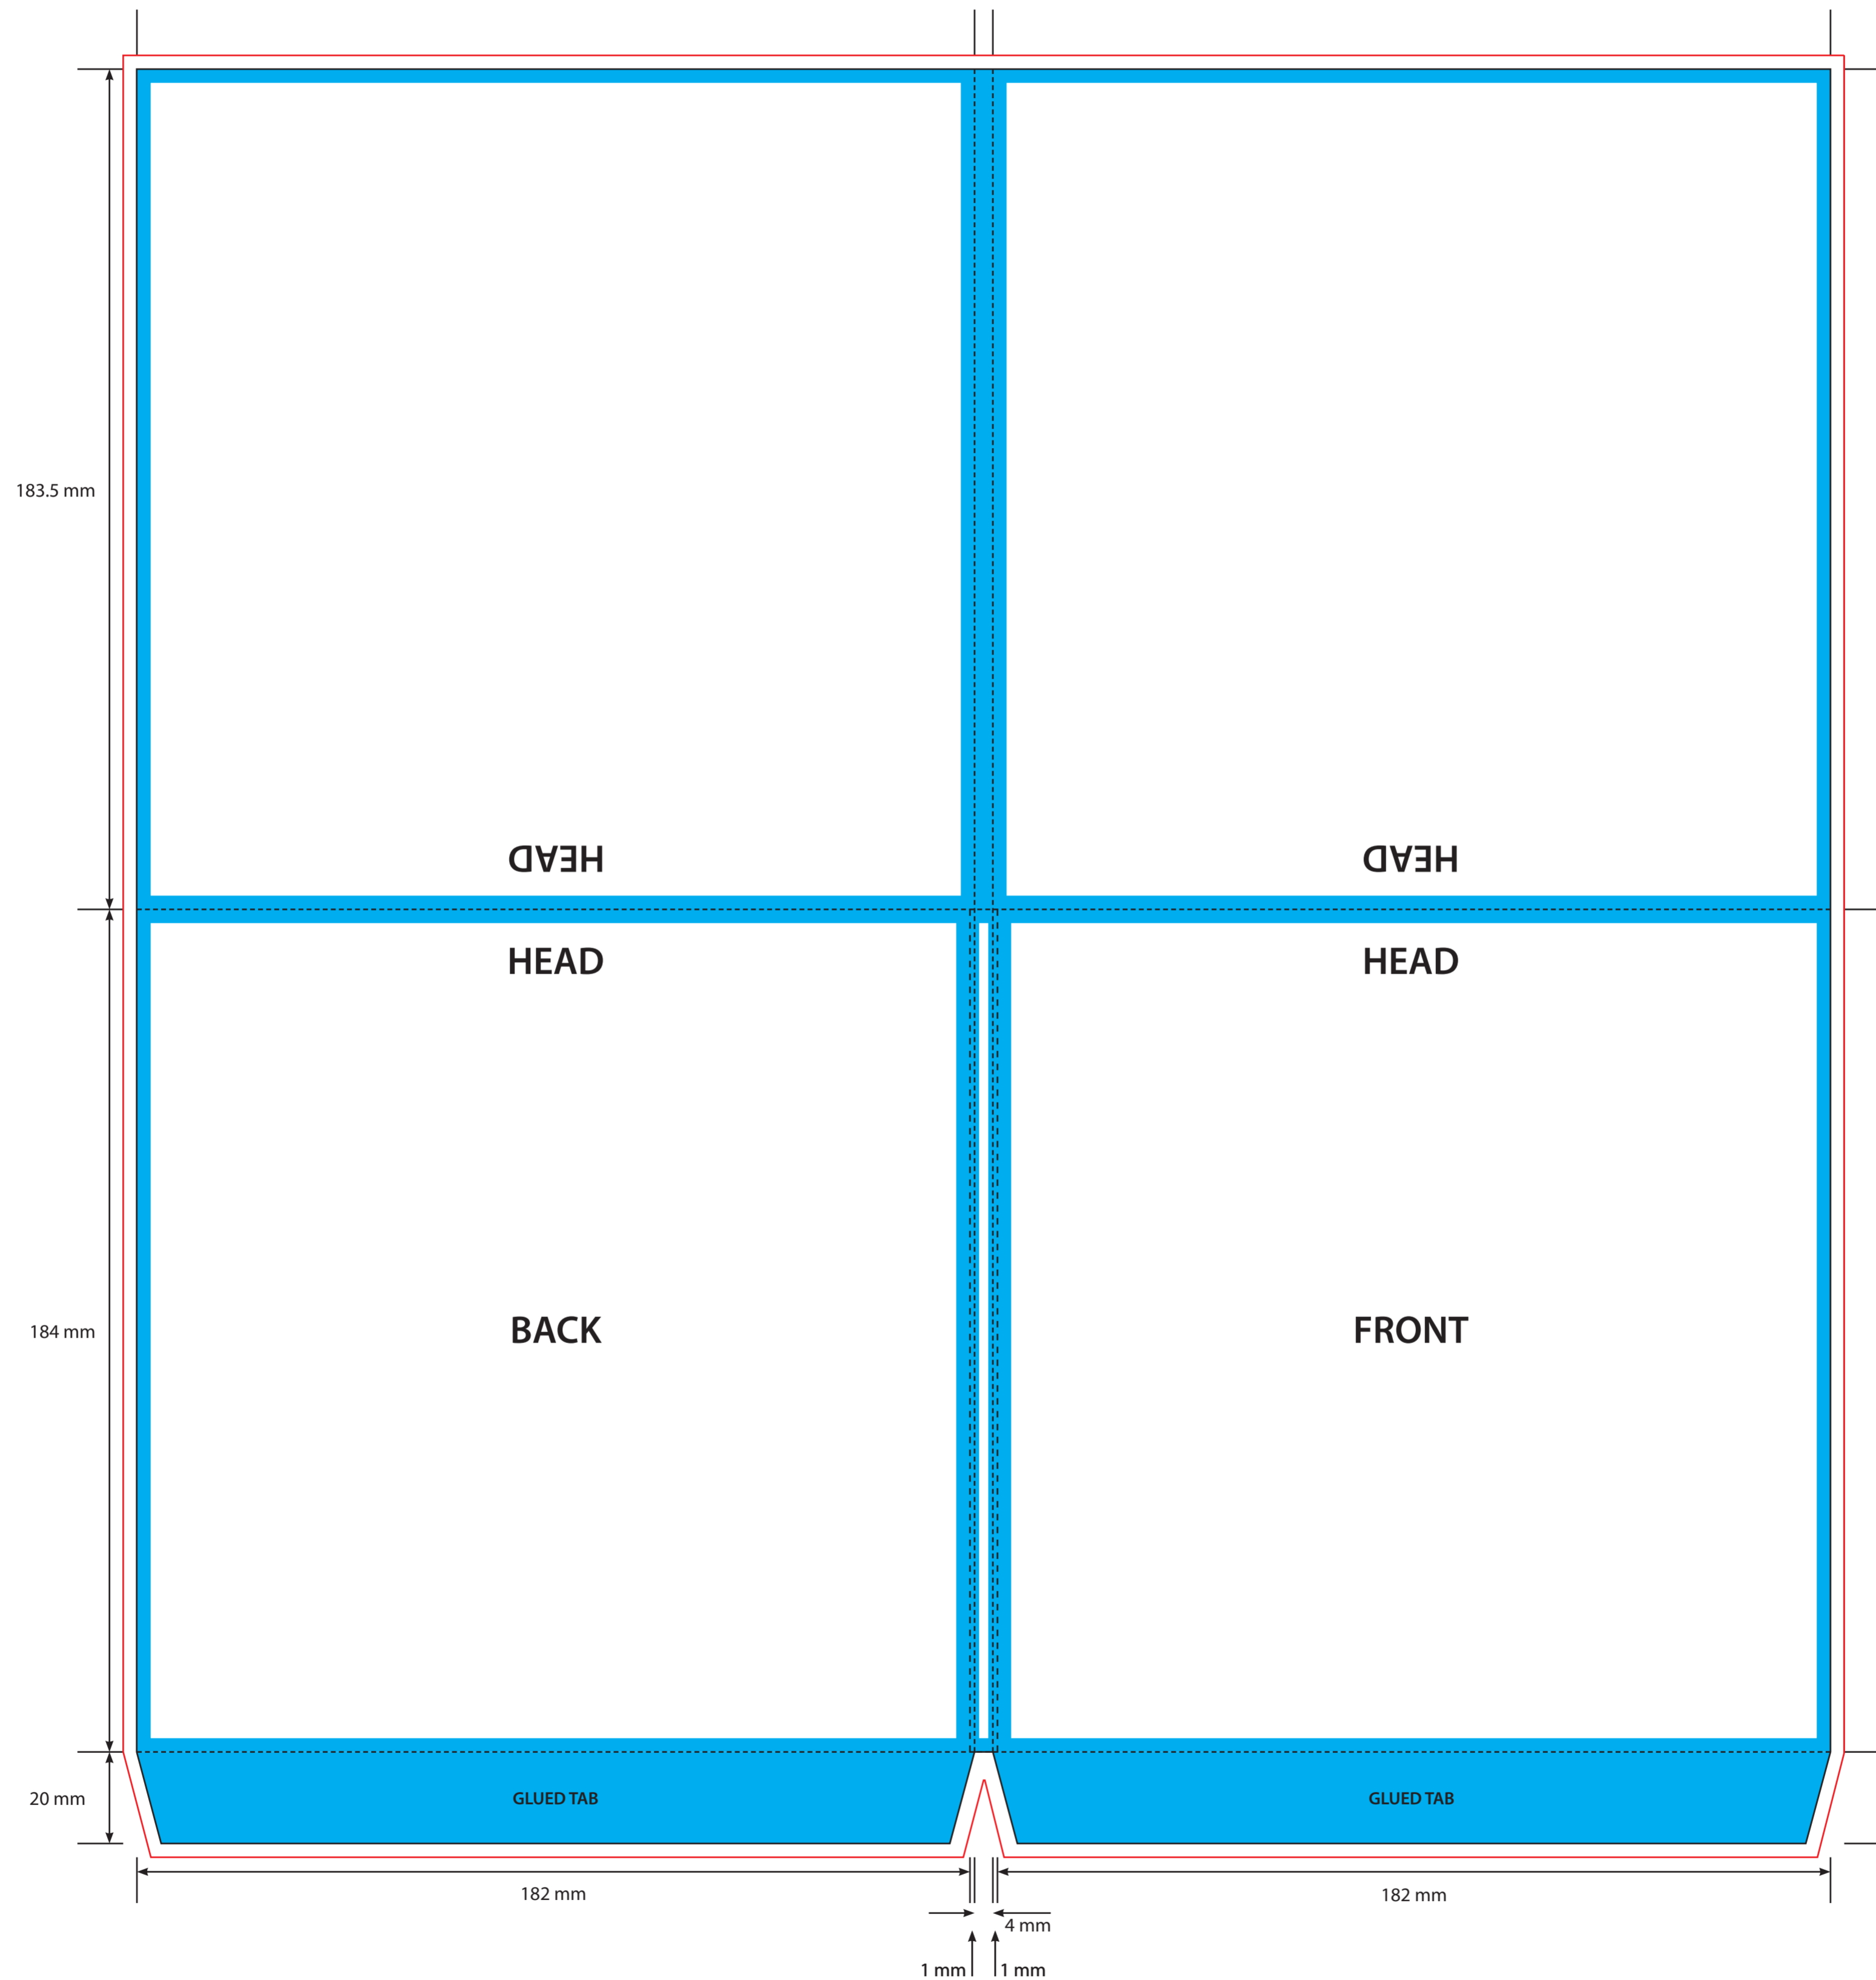 183.5 mm
HEAD HEAD
HEAD HEAD
184 mm
BACK FRONT
20 mm
GLUED TAB GLUED TAB
182 mm 182 mm
4 mm
1 mm 1 mm